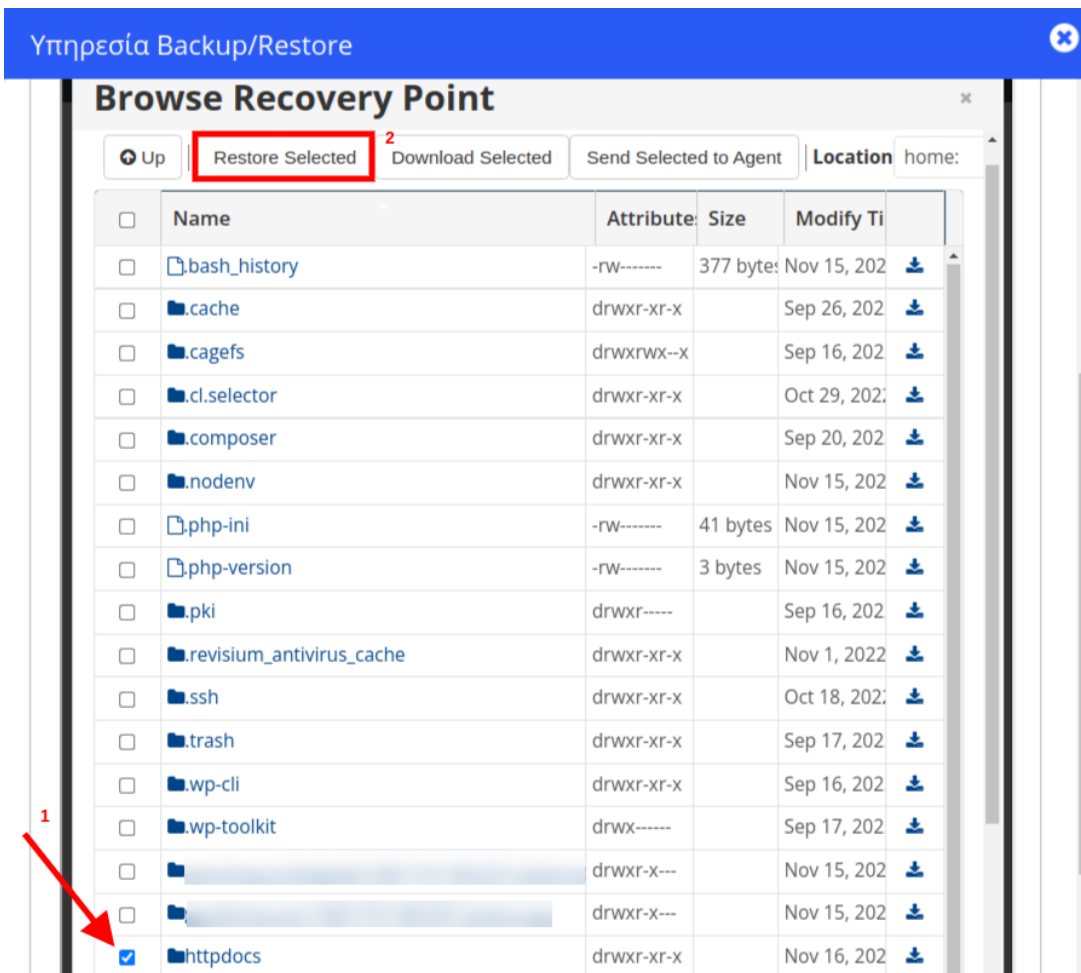 Υπηρεσία Backup/Restore
Browse Recovery Point
Up Restore Selected 2 Download Selected Send Selected to Agent Location home:
Name Attribute Size Modify Ti
.bash_history -rw------- 377 byte Nov 15, 202
.cache drwxr-xr-x Sep 26, 202
.cagefs drwxrwx--x Sep 16, 202
.cl.selector drwxr-xr-x Oct 29, 202
.composer drwxr-xr-x Sep 20, 202
.nodenv drwxr-xr-x Nov 15, 202
.php-ini -rw------- 41 bytes Nov 15, 202
.php-version -rw------- 3 bytes Nov 15, 202
.pki drwxr----- Sep 16, 202
.revisium_antivirus_cache drwxr-xr-x Nov 1, 2022
.ssh drwxr-xr-x Oct 18, 202
.trash drwxr-xr-x Sep 17, 202
.wp-cli drwxr-xr-x Sep 16, 202
1
.wp-toolkit drwx------ Sep 17, 202
drwxr-x--- Nov 15, 202
drwxr-x--- Nov 15, 202
httpdocs drwxr-xr-x Nov 16, 202